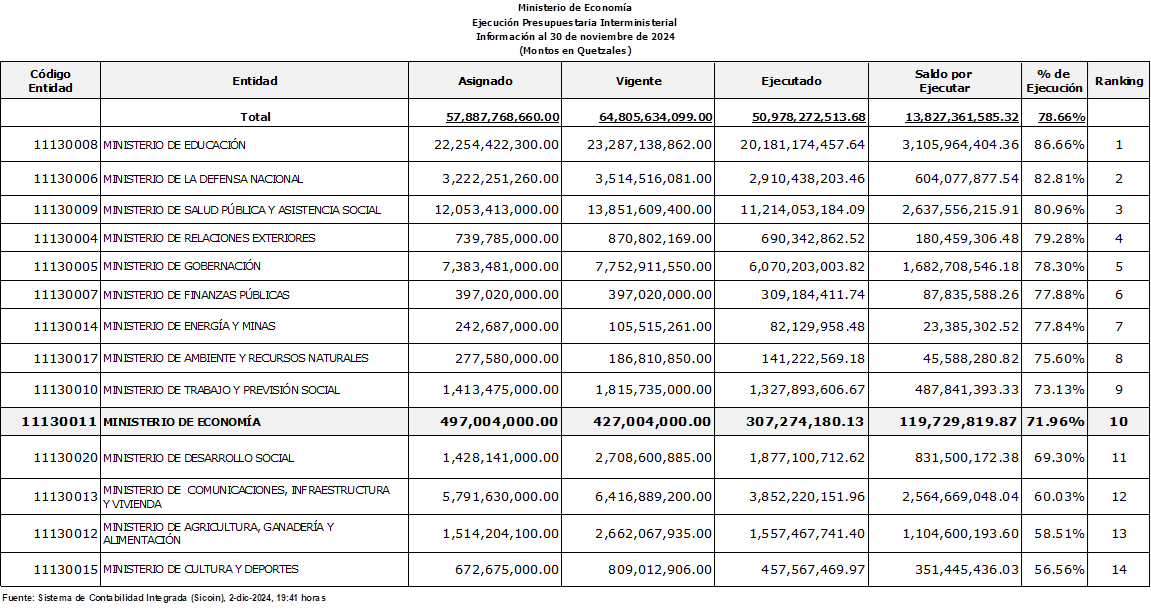 Ministerio de Economía
Ejecución Presupuestaria Interministerial
Información al 30 de noviembre de 2024
(Montos en Quetzales)
Código Entidad Entidad Asignado Vigente Ejecutado Saldo por Ejecutar % de Ejecución Ranking
Total 57,887,768,660.00 64,805,634,099.00 50,978,272,513.68 13,827,361,585.32 78.66%
11130008 MINISTERIO DE EDUCACIÓN 22,254,422,300.00 23,287,138,862.00 20,181,174,457.64 3,105,964,404.36 86.66% 1
11130006 MINISTERIO DE LA DEFENSA NACIONAL 3,222,251,260.00 3,514,516,081.00 2,910,438,203.46 604,077,877.54 82.81% 2
11130009 MINISTERIO DE SALUD PÚBLICA Y ASISTENCIA SOCIAL 12,053,413,000.00 13,851,609,400.00 11,214,053,184.09 2,637,556,215.91 80.96% 3
11130004 MINISTERIO DE RELACIONES EXTERIORES 739,785,000.00 870,802,169.00 690,342,862.52 180,459,306.48 79.28% 4
11130005 MINISTERIO DE GOBERNACIÓN 7,383,481,000.00 7,752,911,550.00 6,070,203,003.82 1,682,708,546.18 78.30% 5
11130007 MINISTERIO DE FINANZAS PÚBLICAS 397,020,000.00 397,020,000.00 309,184,411.74 87,835,588.26 77.88% 6
11130014 MINISTERIO DE ENERGÍA Y MINAS 242,687,000.00 105,515,261.00 82,129,958.48 23,385,302.52 77.84% 7
11130017 MINISTERIO DE AMBIENTE Y RECURSOS NATURALES 277,580,000.00 186,810,850.00 141,222,569.18 45,588,280.82 75.60% 8
11130010 MINISTERIO DE TRABAJO Y PREVISIÓN SOCIAL 1,413,475,000.00 1,815,735,000.00 1,327,893,606.67 487,841,393.33 73.13% 9
11130011 MINISTERIO DE ECONOMÍA 497,004,000.00 427,004,000.00 307,274,180.13 119,729,819.87 71.96% 10
11130020 MINISTERIO DE DESARROLLO SOCIAL 1,428,141,000.00 2,708,600,885.00 1,877,100,712.62 831,500,172.38 69.30% 11
11130013 MINISTERIO DE COMUNICACIONES, INFRAESTRUCTURA Y VIVIENDA 5,791,630,000.00 6,416,889,200.00 3,852,220,151.96 2,564,669,048.04 60.03% 12
11130012 MINISTERIO DE AGRICULTURA, GANADERÍA Y ALIMENTACIÓN 1,514,204,100.00 2,662,067,935.00 1,557,467,741.40 1,104,600,193.60 58.51% 13
11130015 MINISTERIO DE CULTURA Y DEPORTES 672,675,000.00 809,012,906.00 457,567,469.97 351,445,436.03 56.56% 14
Fuente: Sistema de Contabilidad Integrada (Sicoin), 2-dic-2024, 19:41 horas